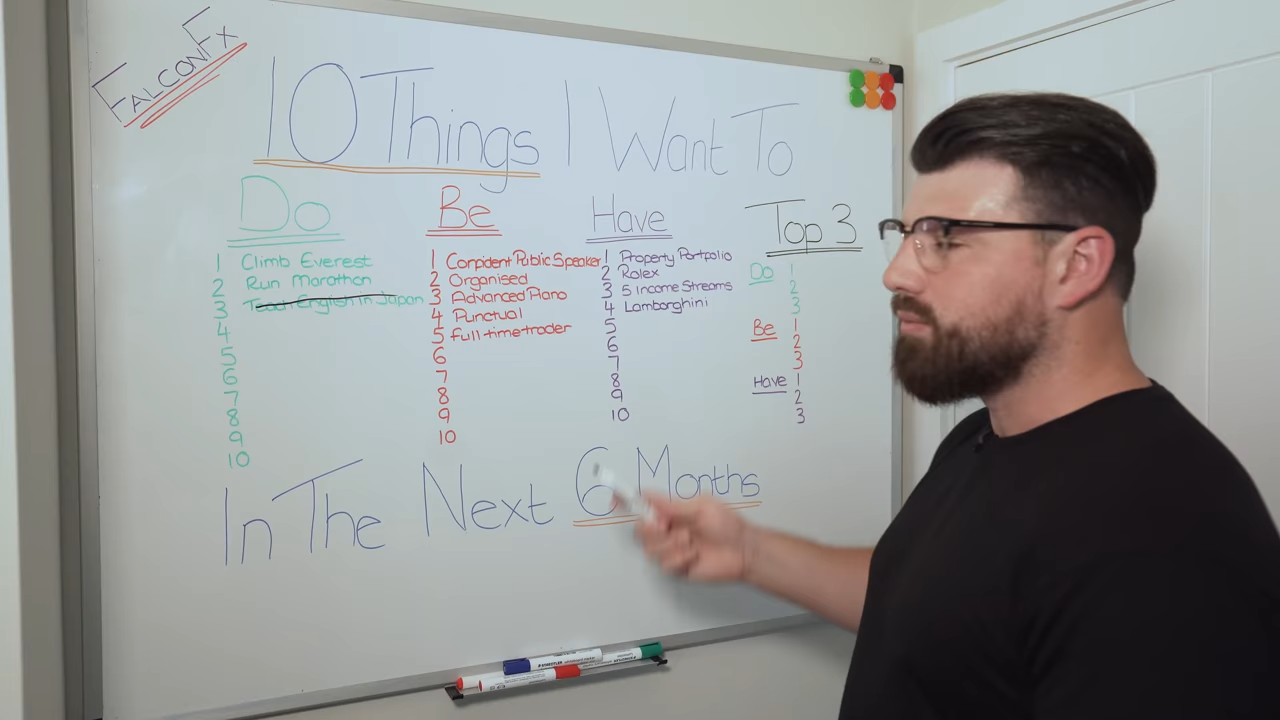 FALCONFX
10 Things I Want To
Do
1 Climb Everest
2 Run Marathon
3 Teach English in Japan
4
5
6
7
8
9
10
Be
1 Confident Public Speaker
2 Organised
3 Advanced Piano
4 Punctual
5 Full-time trader
6
7
8
9
10
Have
1 Property Portfolio
2 Rolex
3 5 Income Streams
4 Lamborghini
5
6
7
8
9
10
Top 3
Do 1
2
3
Be 1
2
3
Have 1
2
3
In The Next 6 Months
STAEDTLER